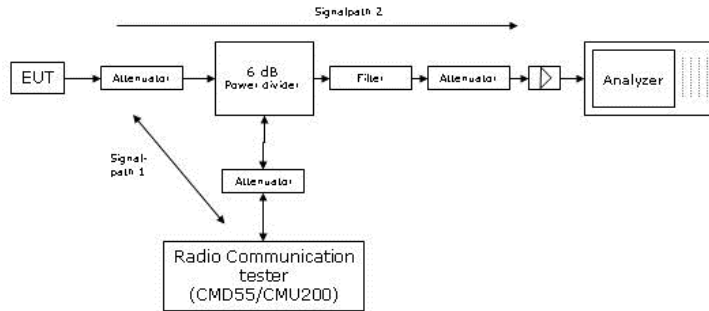 Signalpath 2
EUT
Attenuator
6 dB
Power divider
Filter
Attenuator
Analyzer
Signal-
path 1
Attenuator
Radio Communication
tester
(CMD55/CMU200)